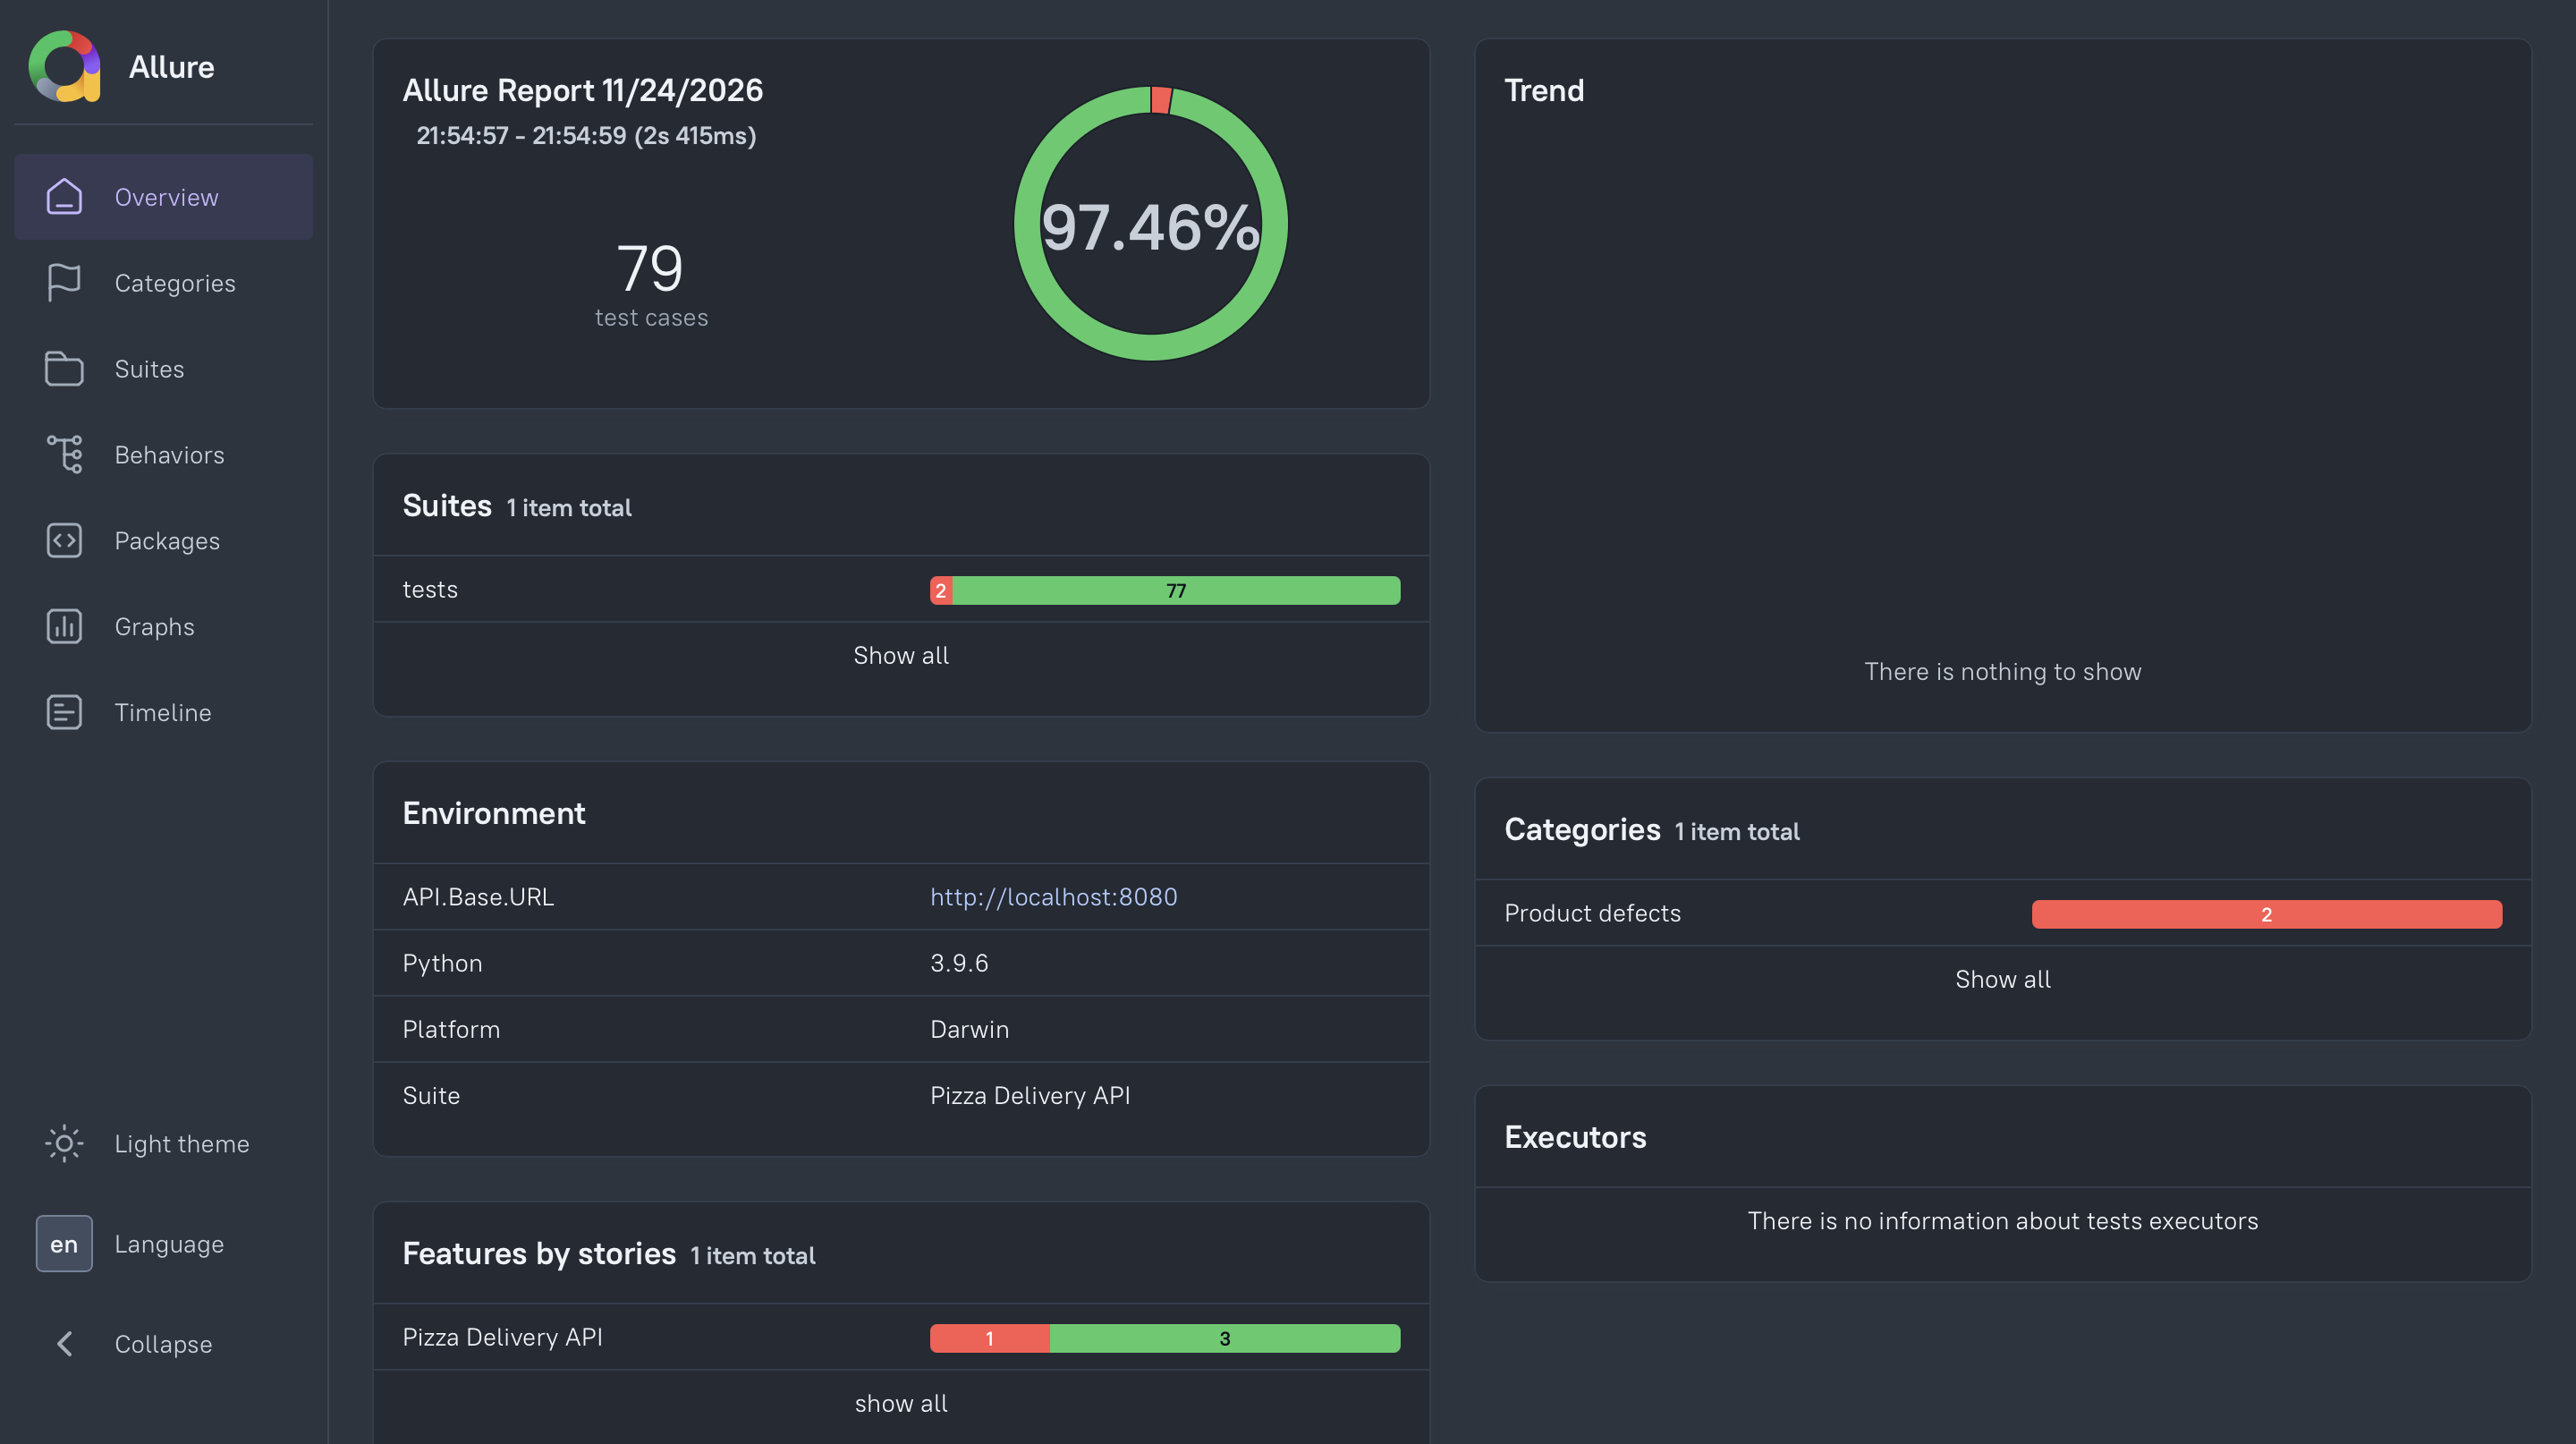 Allure
Overview
Categories
Suites
Behaviors
Packages
Graphs
Timeline
Light theme
en Language
Collapse
Allure Report 11/24/2026
21:54:57 - 21:54:59 (2s 415ms)
79
test cases
97.46%
Suites 1 item total
tests 2 77
Show all
Environment
API.Base.URL http://localhost:8080
Python 3.9.6
Platform Darwin
Suite Pizza Delivery API
Features by stories 1 item total
Pizza Delivery API 1 3
show all
Trend
There is nothing to show
Categories 1 item total
Product defects 2
Show all
Executors
There is no information about tests executors